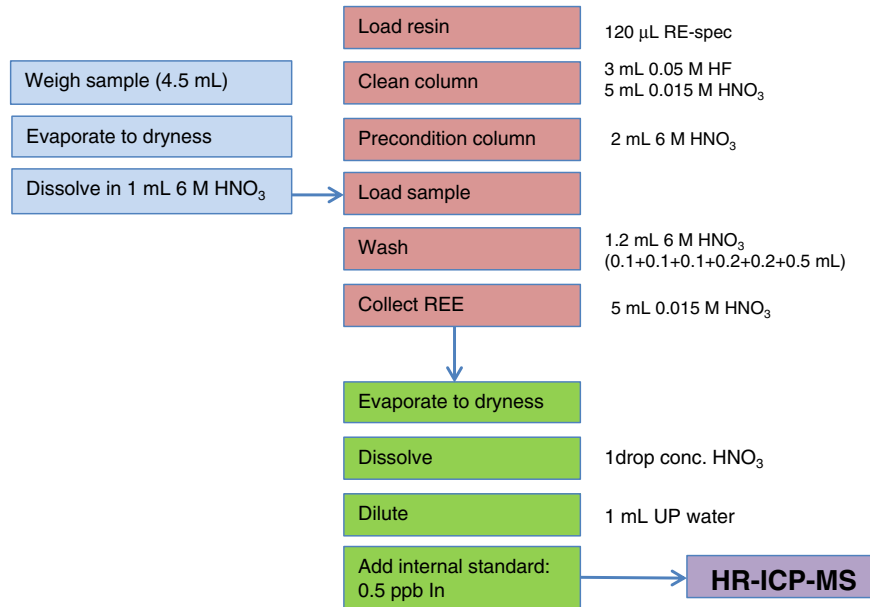 Load resin
120 μL RE-spec
Weigh sample (4.5 mL)
Clean column
3 mL 0.05 M HF
5 mL 0.015 M HNO₃
Evaporate to dryness
Precondition column
2 mL 6 M HNO₃
Dissolve in 1 mL 6 M HNO₃
Load sample
Wash
1.2 mL 6 M HNO₃
(0.1+0.1+0.1+0.2+0.2+0.5 mL)
Collect REE
5 mL 0.015 M HNO₃
Evaporate to dryness
Dissolve
1drop conc. HNO₃
Dilute
1 mL UP water
Add internal standard:
0.5 ppb In
HR-ICP-MS